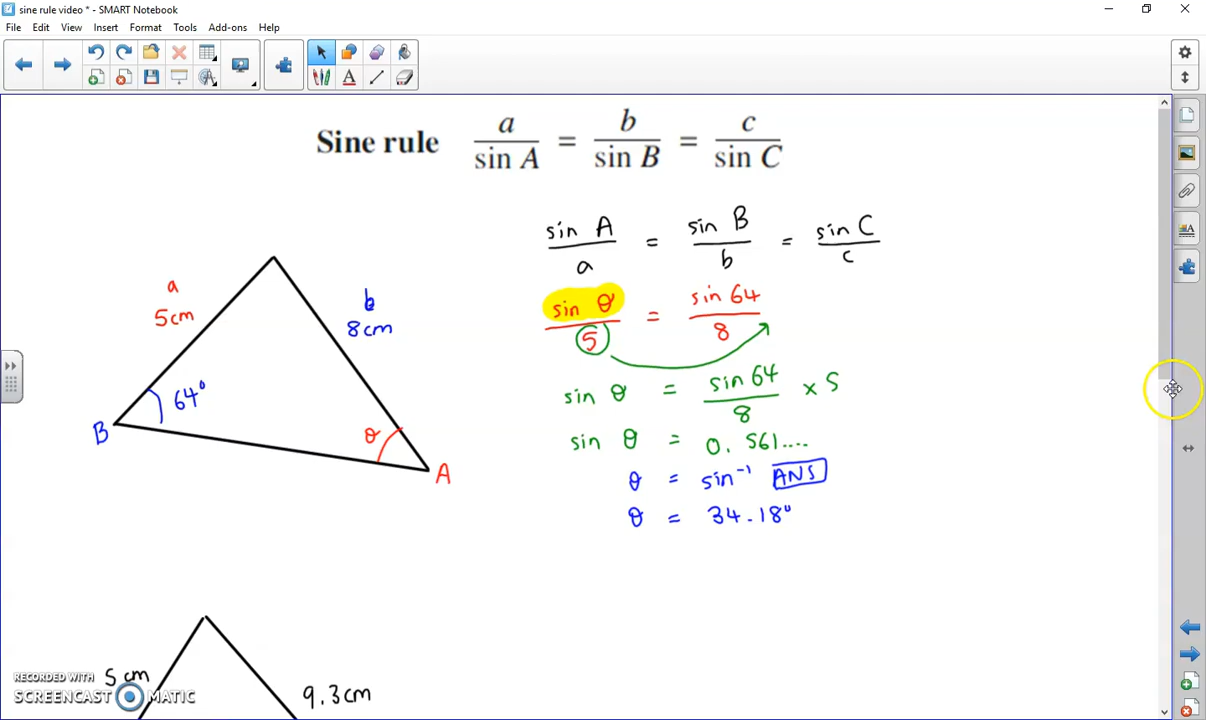 sine rule video * - SMART Notebook
File Edit View Insert Format Tools Add-ons Help
Sine rule a/sin A = b/sin B = c/sin C
sin A/a = sin B/b = sin C/c
a
5cm
b
8cm
64°
B
θ
A
sin θ/5 = sin 64/8
sin θ = sin 64/8 × 5
sin θ = 0.561....
θ = sin⁻¹ ANS
θ = 34.18°
5cm
9.3cm
RECORDED WITH
SCREENCAST MATIC